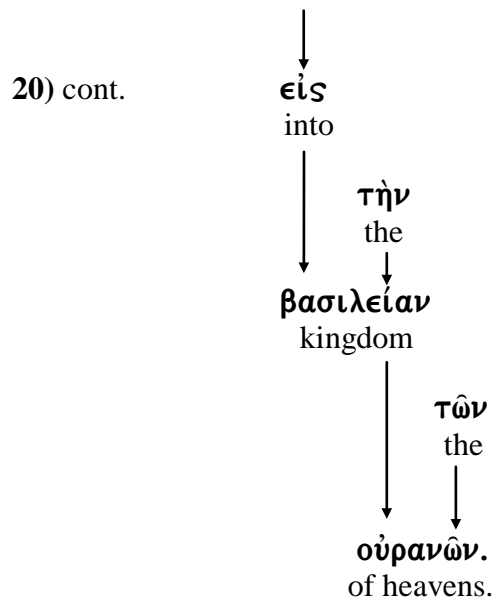 20) cont. εἰς
into
τὴν
the
βασιλείαν
kingdom
τῶν
the
οὐρανῶν.
of heavens.